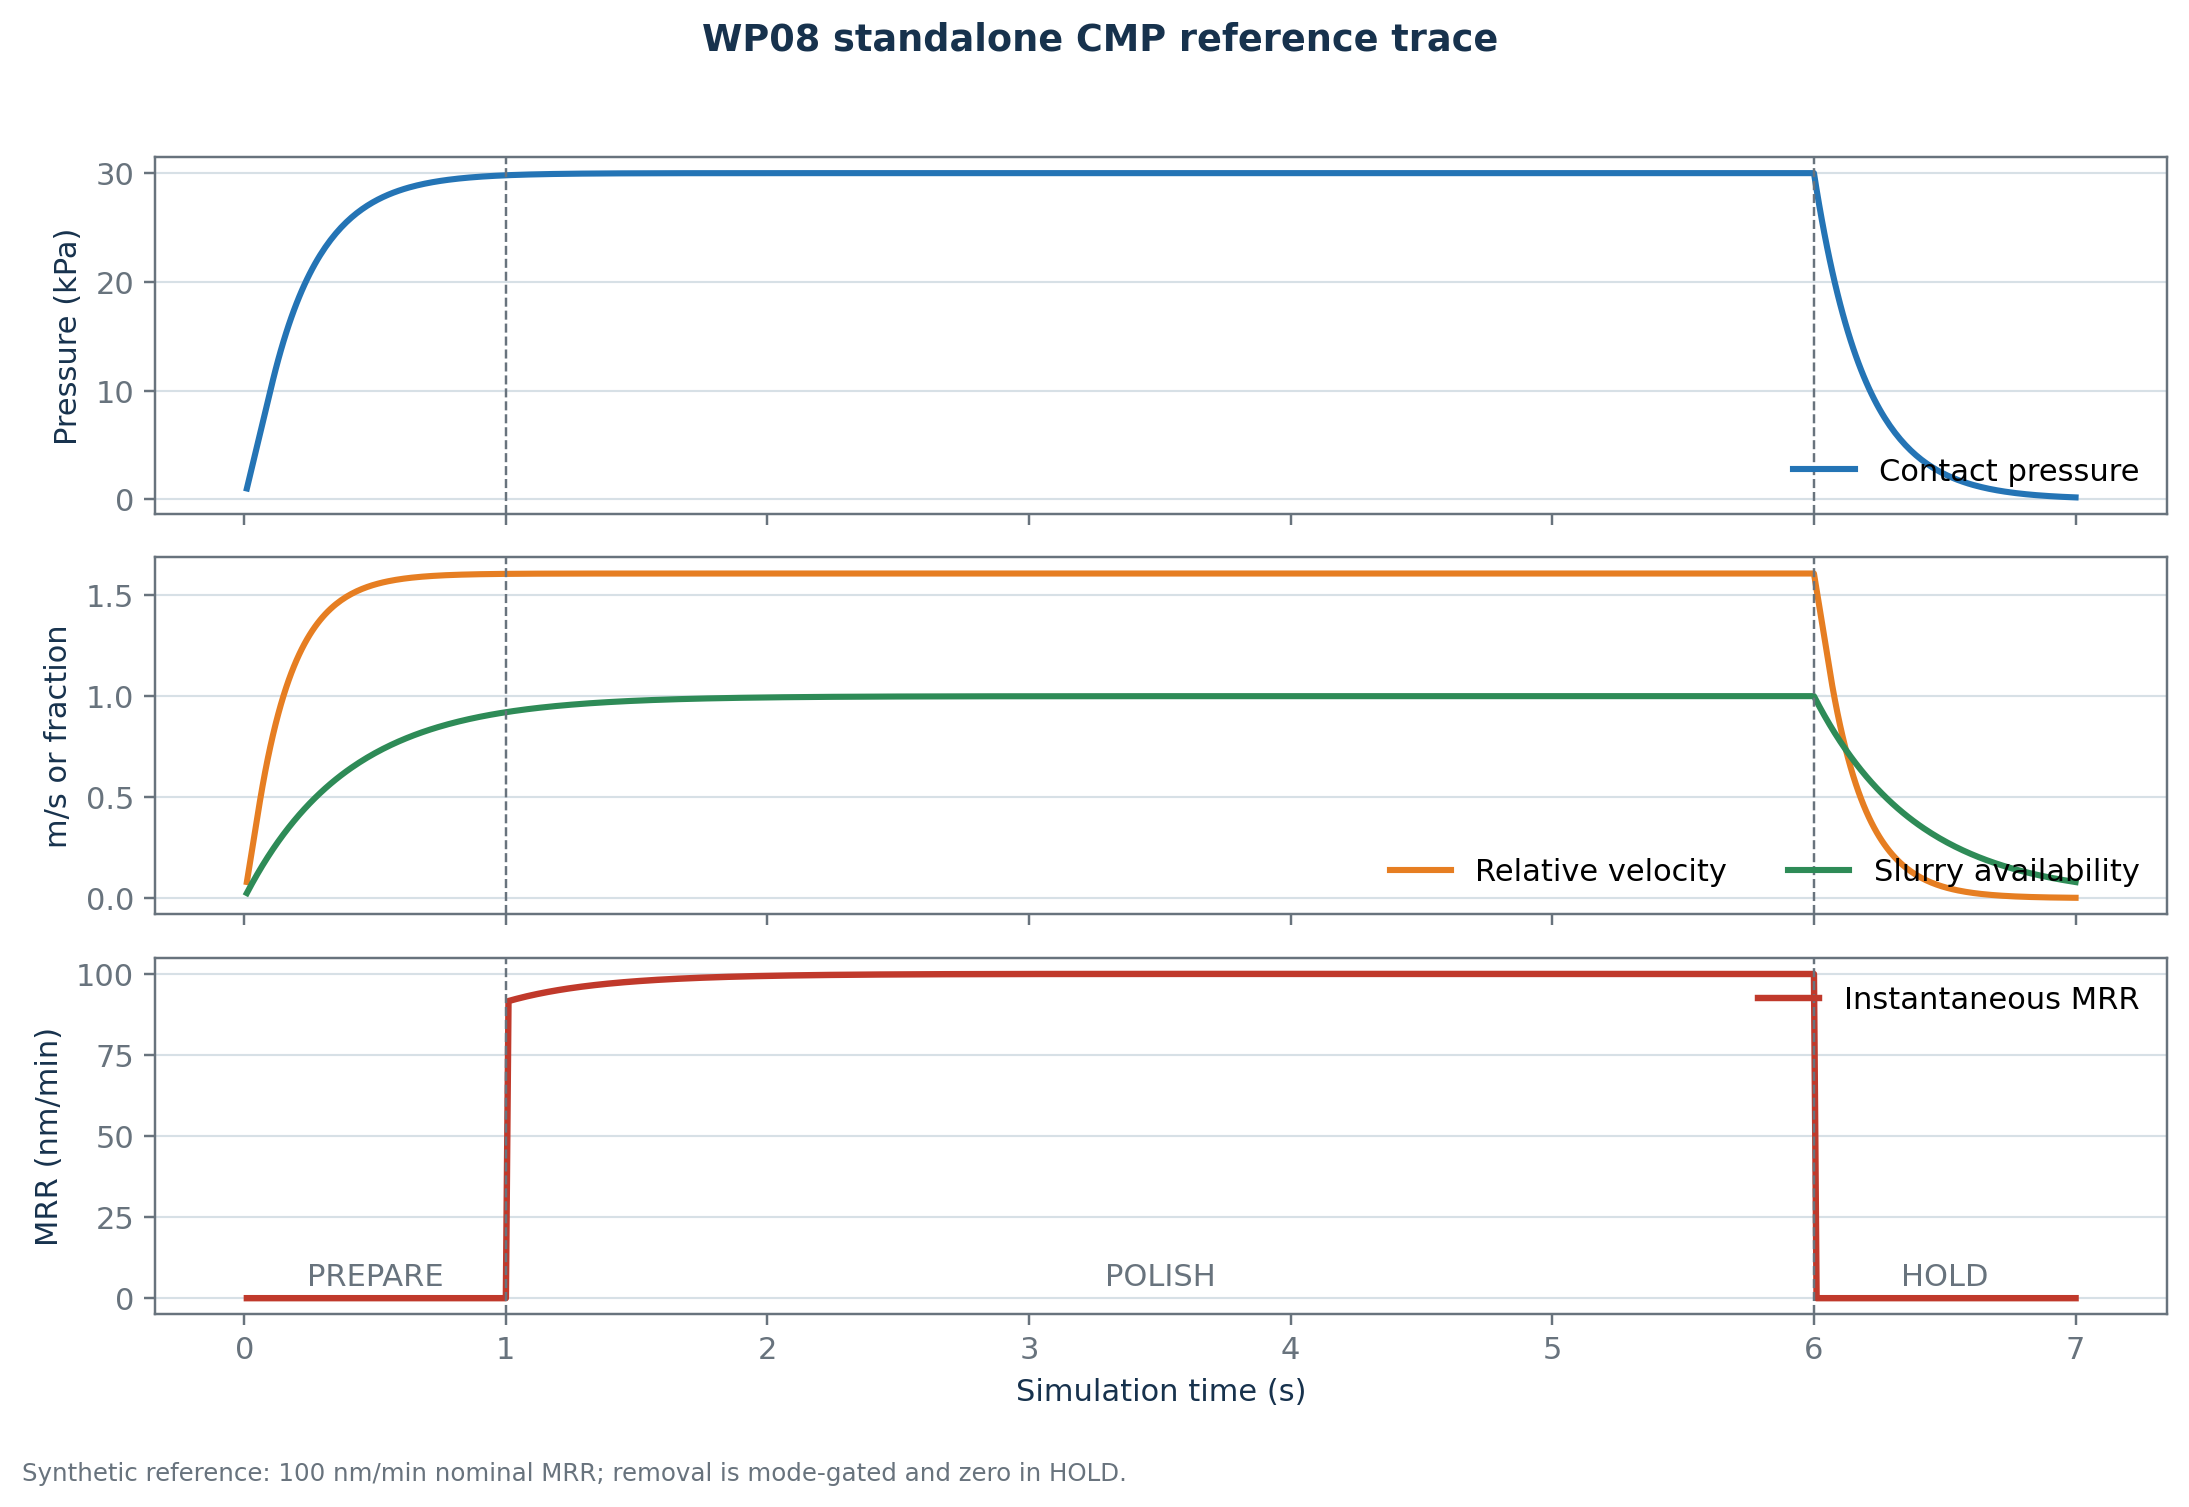 WP08 standalone CMP reference trace
30
20
10
0
Pressure (kPa)
Contact pressure
1.5
1.0
0.5
0.0
m/s or fraction
Relative velocity
Slurry availability
100
75
50
25
0
MRR (nm/min)
Instantaneous MRR
PREPARE
POLISH
HOLD
0 1 2 3 4 5 6 7
Simulation time (s)
Synthetic reference: 100 nm/min nominal MRR; removal is mode-gated and zero in HOLD.